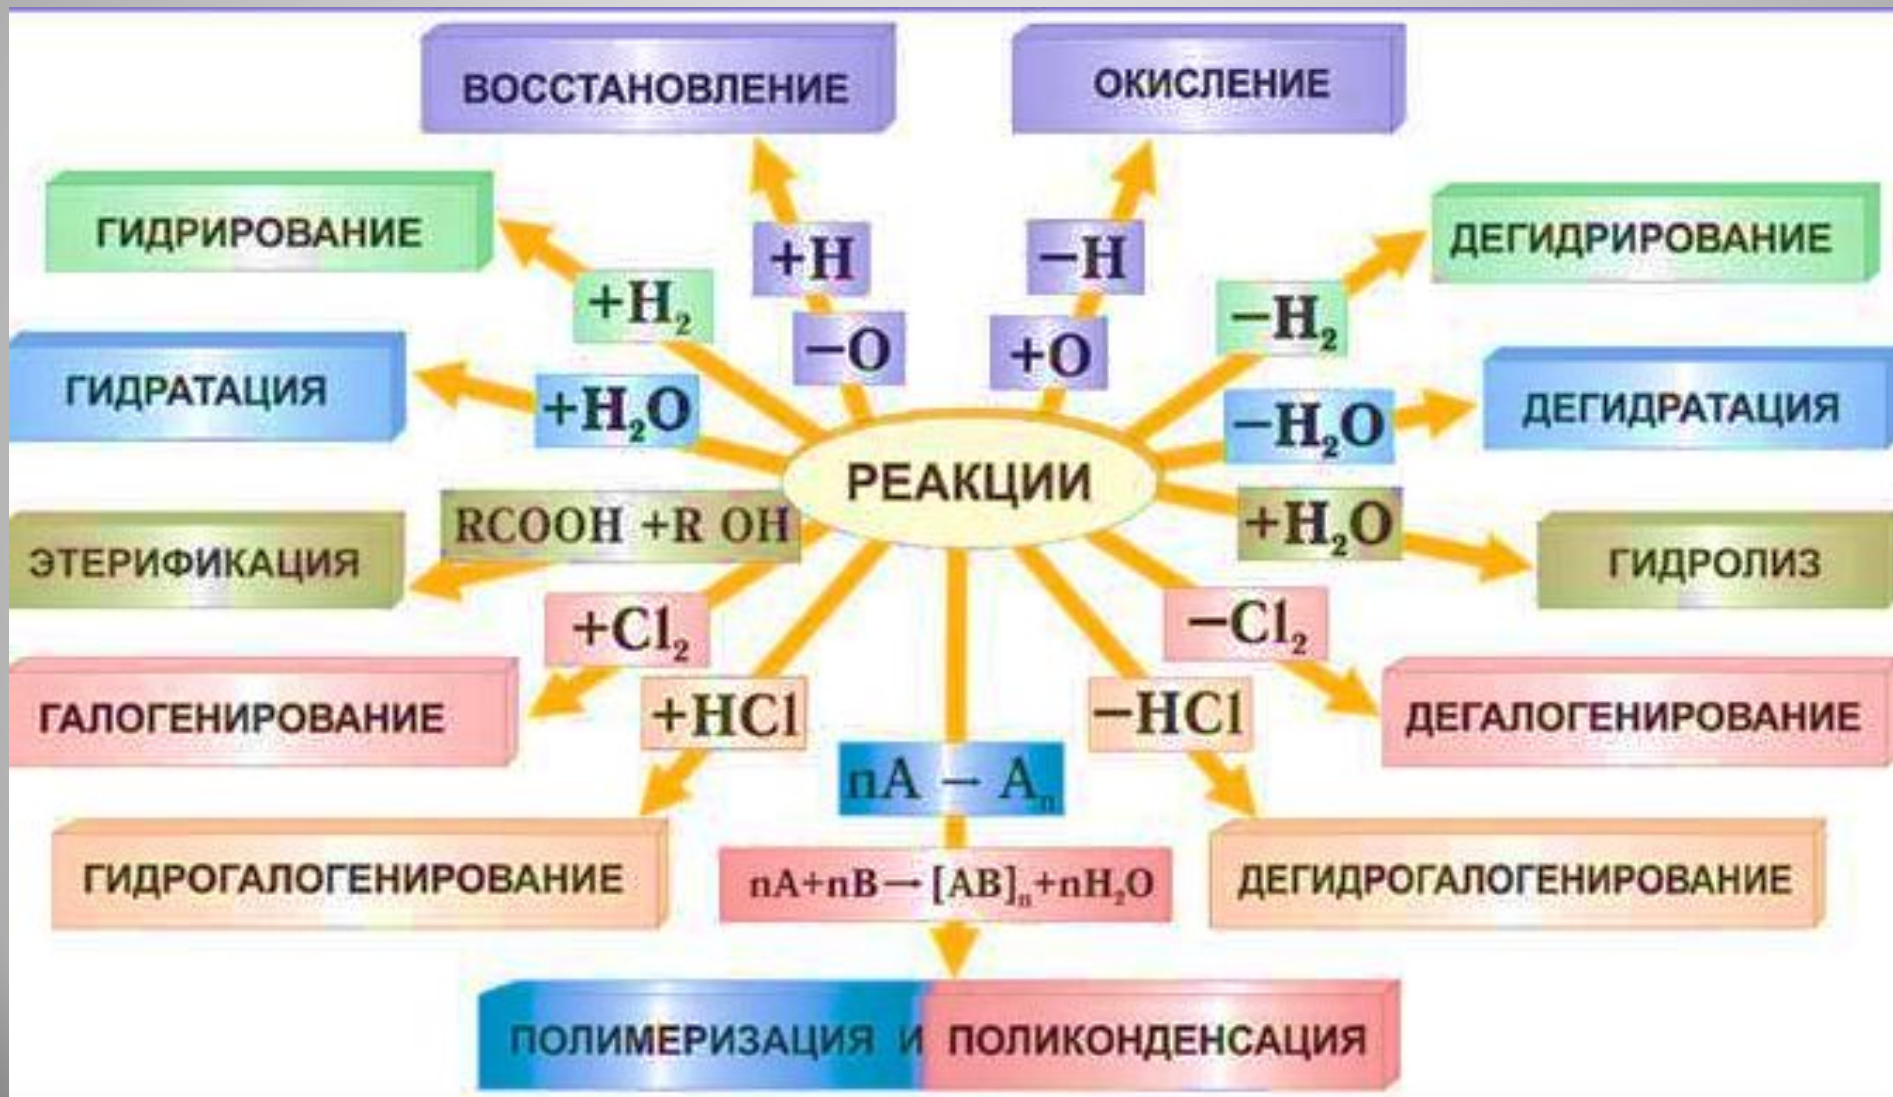 ВОССТАНОВЛЕНИЕ
ОКИСЛЕНИЕ
ГИДРИРОВАНИЕ
+H
−H
ДЕГИДРИРОВАНИЕ
+H₂
−O
+O
−H₂
ГИДРАТАЦИЯ
+H₂O
−H₂O
ДЕГИДРАТАЦИЯ
РЕАКЦИИ
ЭТЕРИФИКАЦИЯ
RCOOH +R OH
+H₂O
ГИДРОЛИЗ
+Cl₂
−Cl₂
ГАЛОГЕНИРОВАНИЕ
+HCl
−HCl
ДЕГАЛОГЕНИРОВАНИЕ
nA → Aₙ
ГИДРОГАЛОГЕНИРОВАНИЕ
nA+nB→[AB]ₙ+nH₂O
ДЕГИДРОГАЛОГЕНИРОВАНИЕ
ПОЛИМЕРИЗАЦИЯ И ПОЛИКОНДЕНСАЦИЯ